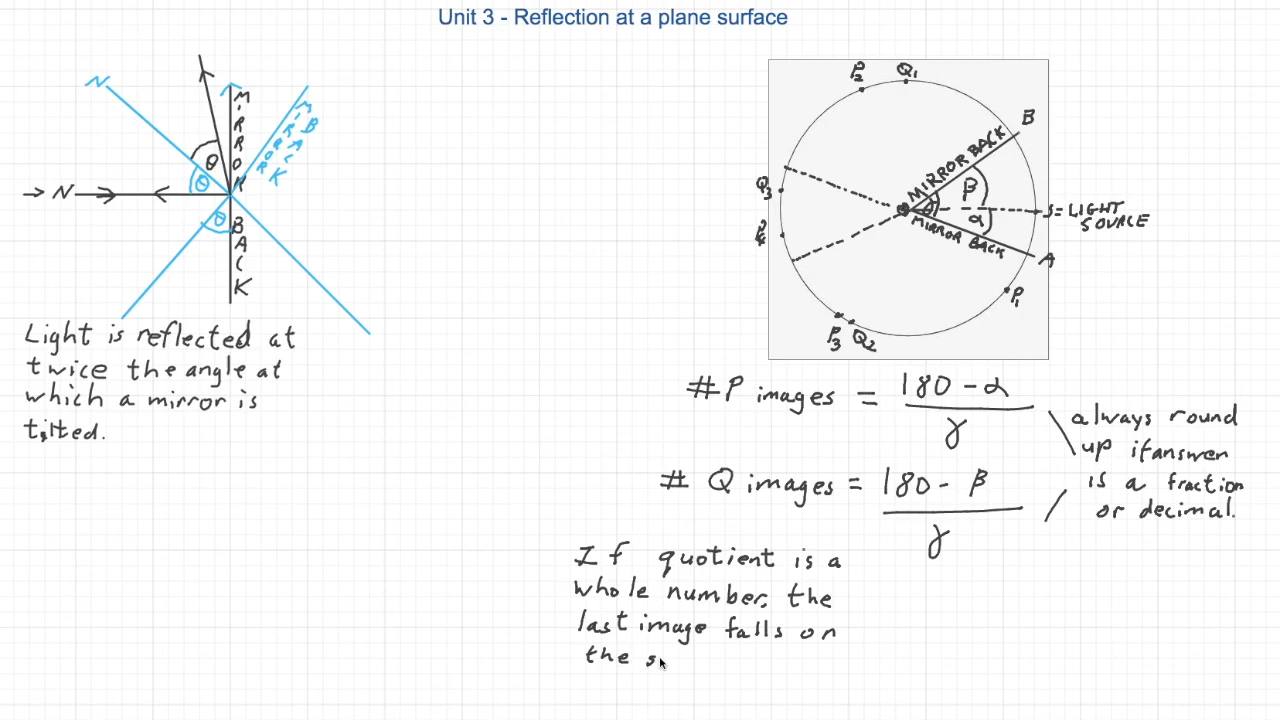 Unit 3 - Reflection at a plane surface
N
θ
θ
θ
MIRROR
BACK
MIRROR
BACK
N
Light is reflected at
twice the angle at
which a mirror is
tilted.
P2
Q1
B
MIRROR BACK
Q3
β
α
S = LIGHT
SOURCE
MIRROR BACK
P4
A
P1
P3
Q2
#P images = 180 - α
γ
# Q images = 180 - β
γ
always round
up if answer
is a fraction
or decimal.
If quotient is a
whole number, the
last image falls on
the s